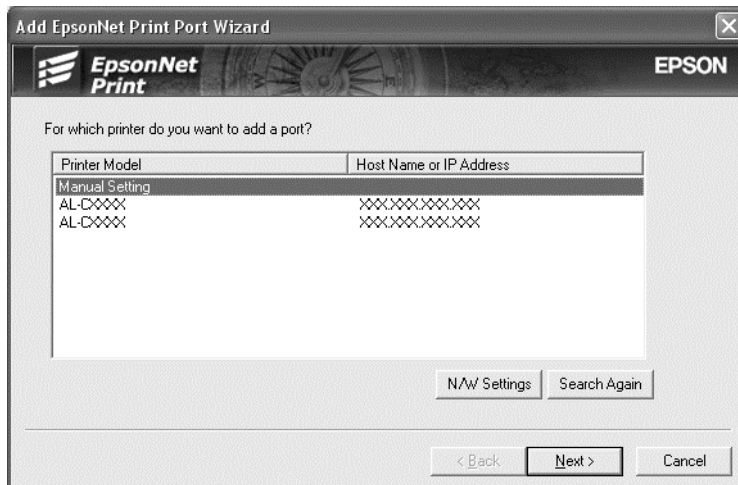 Add EpsonNet Print Port Wizard
EpsonNet
Print
EPSON
For which printer do you want to add a port?
Printer Model Host Name or IP Address
Manual Setting
AL-CXXXX XXX.XXX.XXX.XXX
AL-CXXXX XXX.XXX.XXX.XXX
N/W Settings Search Again
< Back Next > Cancel